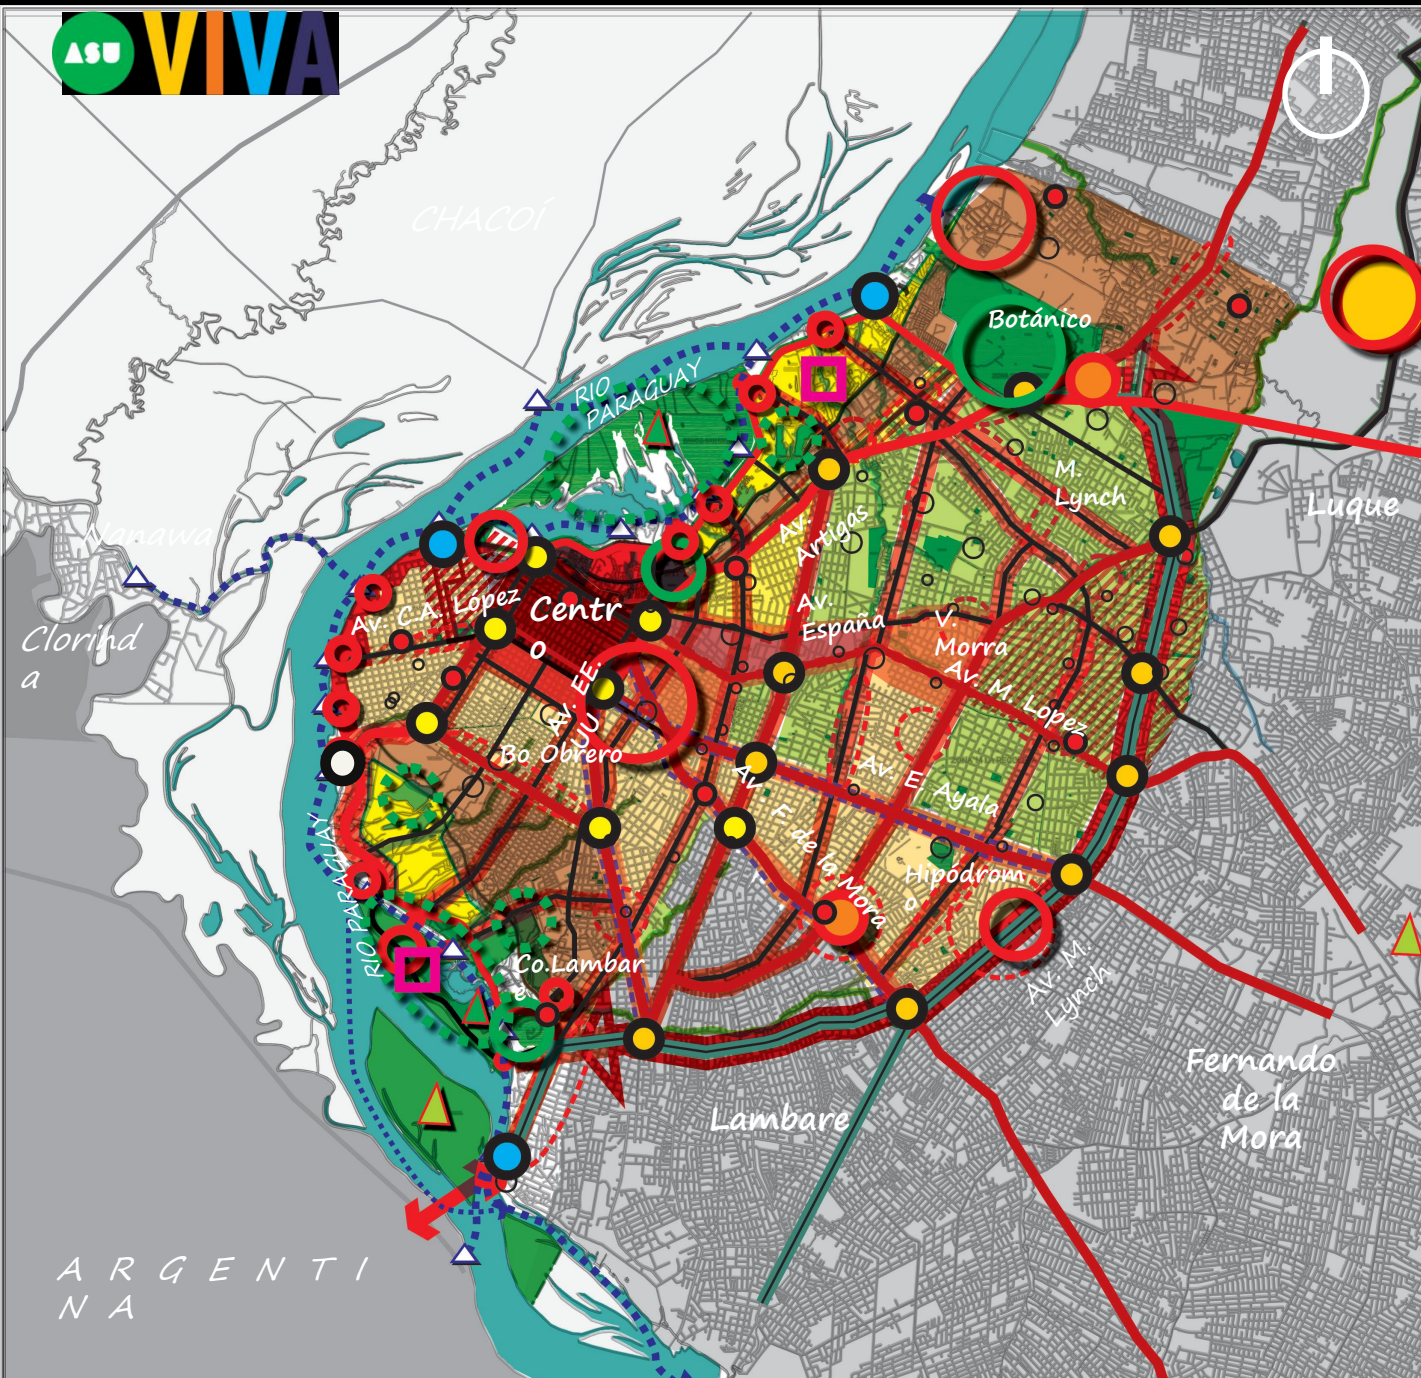 ASU VIVA
CHACOÍ
Botánico
RIO
PARAGUAY
M.
Lynch
Luque
Nanawa
Av.
Artigas
Av. C.A. López
Centr
o
Av.
España
V.
Morra
Clorind
a
Av. M. Lopez
AV. EE.
UU
Bo Obrero
Av. E. Ayala
Av. F. de la Mora
RIO PARAGUAY
Hipódrom
o
Co.Lambar
e
Av. M.
Lynch
Fernando
de la
Mora
Lambare
A R G E N T I
N A